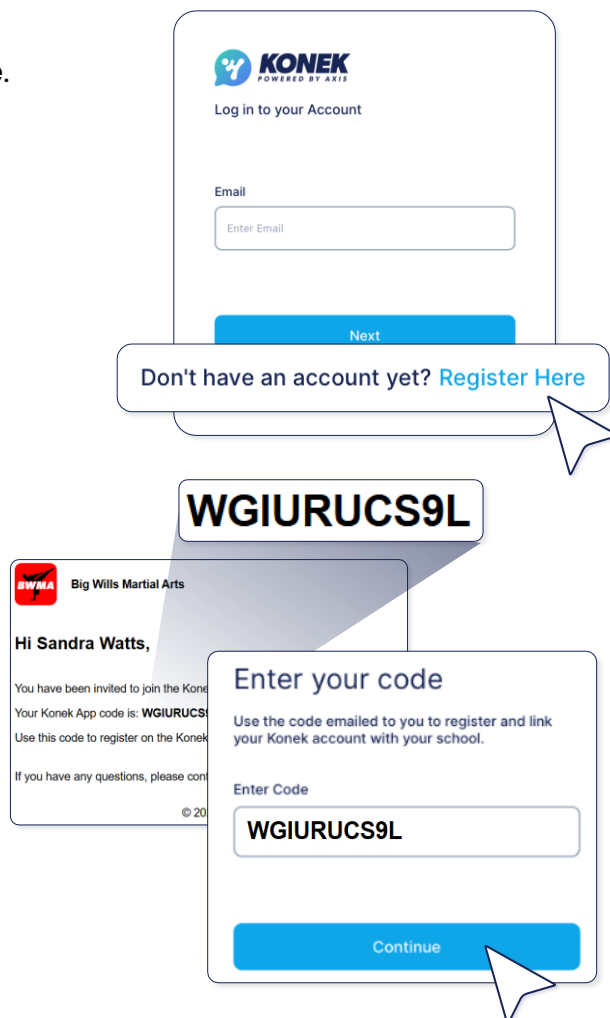 e.
KONEK
POWERED BY AXIS
Log in to your Account
Email
Enter Email
Next
Don't have an account yet? Register Here
WGIURUCS9L
BWMA
Big Wills Martial Arts
Hi Sandra Watts,
You have been invited to join the Kone
Your Konek App code is: WGIURUCS9
Use this code to register on the Konek
If you have any questions, please cont
© 20
Enter your code
Use the code emailed to you to register and link
your Konek account with your school.
Enter Code
WGIURUCS9L
Continue